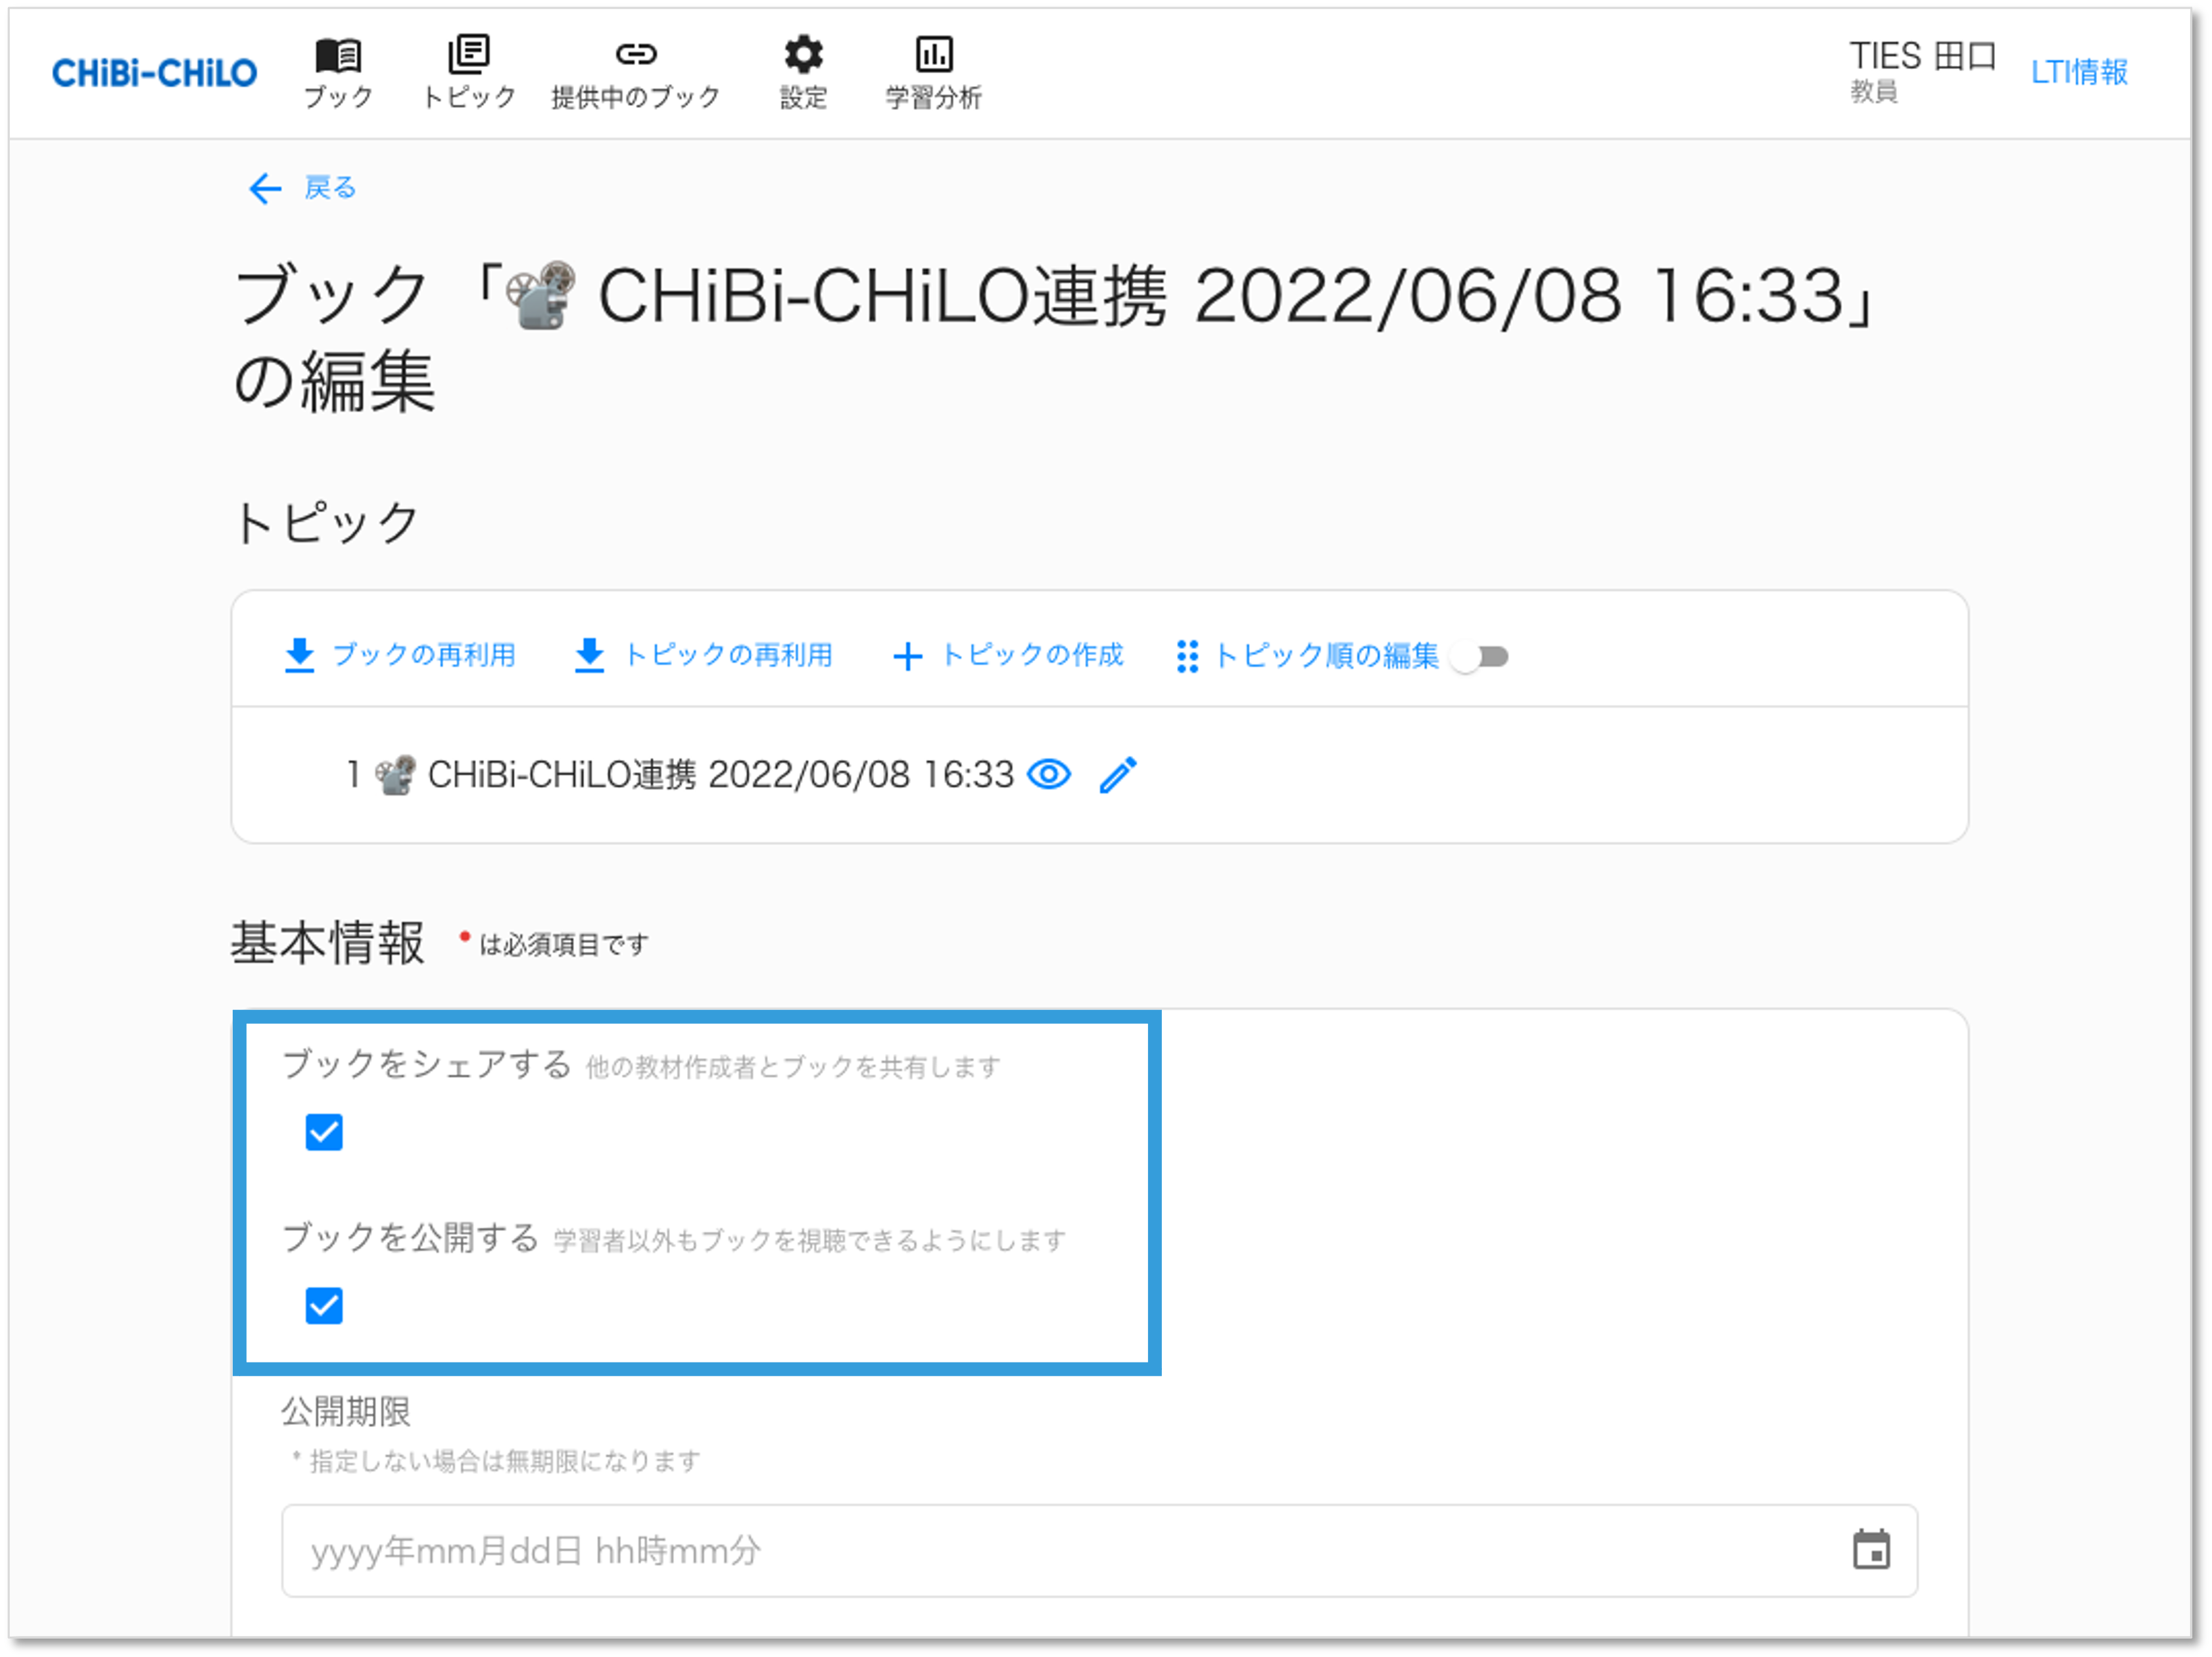 CHiBi-CHiLO
ブック
トピック
提供中のブック
設定
学習分析
TIES 田口
教員
LTI情報
戻る
ブック「📽 CHiBi-CHiLO連携 2022/06/08 16:33」
の編集
トピック
ブックの再利用
トピックの再利用
トピックの作成
トピック順の編集
1 📽 CHiBi-CHiLO連携 2022/06/08 16:33
基本情報 * は必須項目です
ブックをシェアする 他の教材作成者とブックを共有します
ブックを公開する 学習者以外もブックを視聴できるようにします
公開期限
* 指定しない場合は無期限になります
yyyy年mm月dd日 hh時mm分